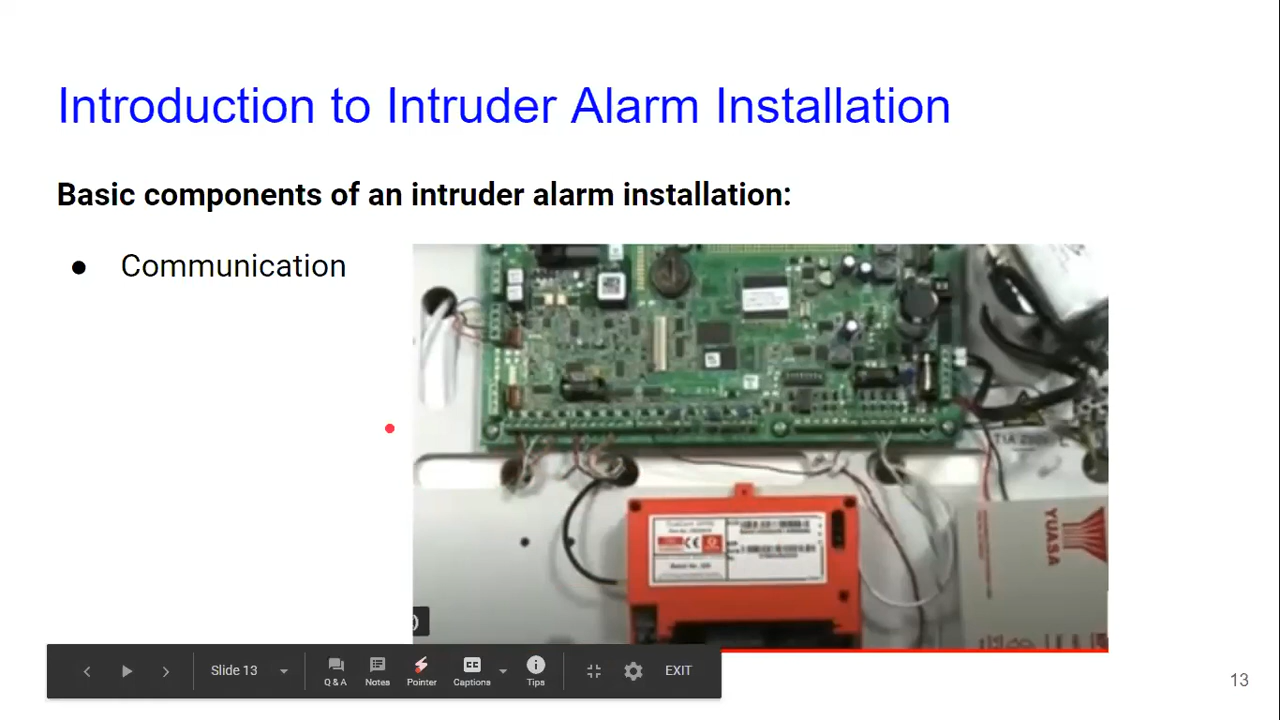 Introduction to Intruder Alarm Installation
Basic components of an intruder alarm installation:
● Communication
YUASA
Slide 13
Q & A
Notes
Pointer
CC
Captions
Tips
EXIT
13